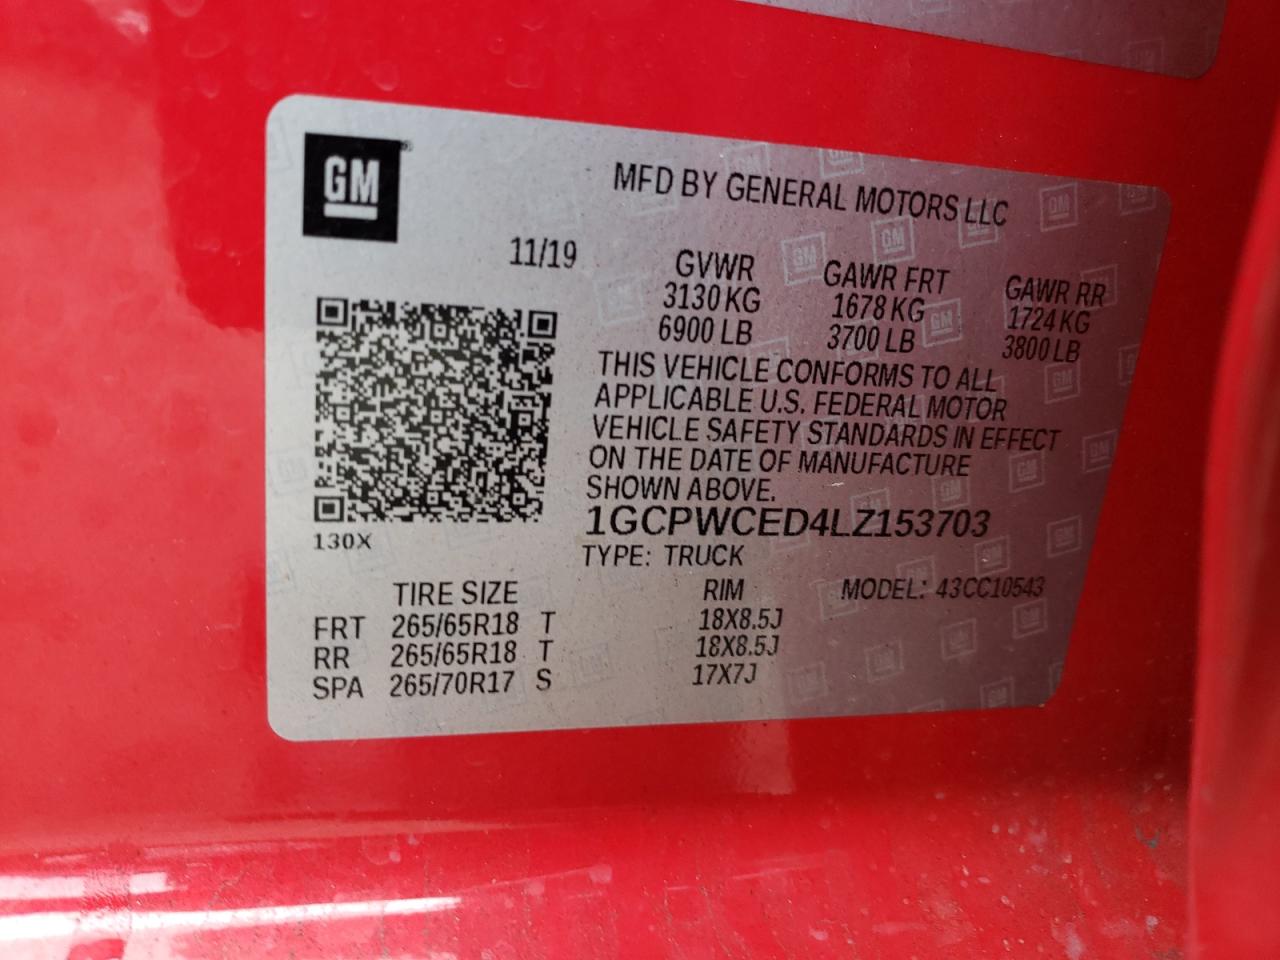 GM
MFD BY GENERAL MOTORS LLC
11/19
GVWR GAWR FRT GAWR RR
3130 KG 1678 KG 1724 KG
6900 LB 3700 LB 3800 LB
THIS VEHICLE CONFORMS TO ALL
APPLICABLE U.S. FEDERAL MOTOR
VEHICLE SAFETY STANDARDS IN EFFECT
ON THE DATE OF MANUFACTURE
SHOWN ABOVE.
1GCPWCED4LZ153703
130X
TYPE: TRUCK
TIRE SIZE RIM MODEL: 43CC10543
FRT 265/65R18 T 18X8.5J
RR 265/65R18 T 18X8.5J
SPA 265/70R17 S 17X7J